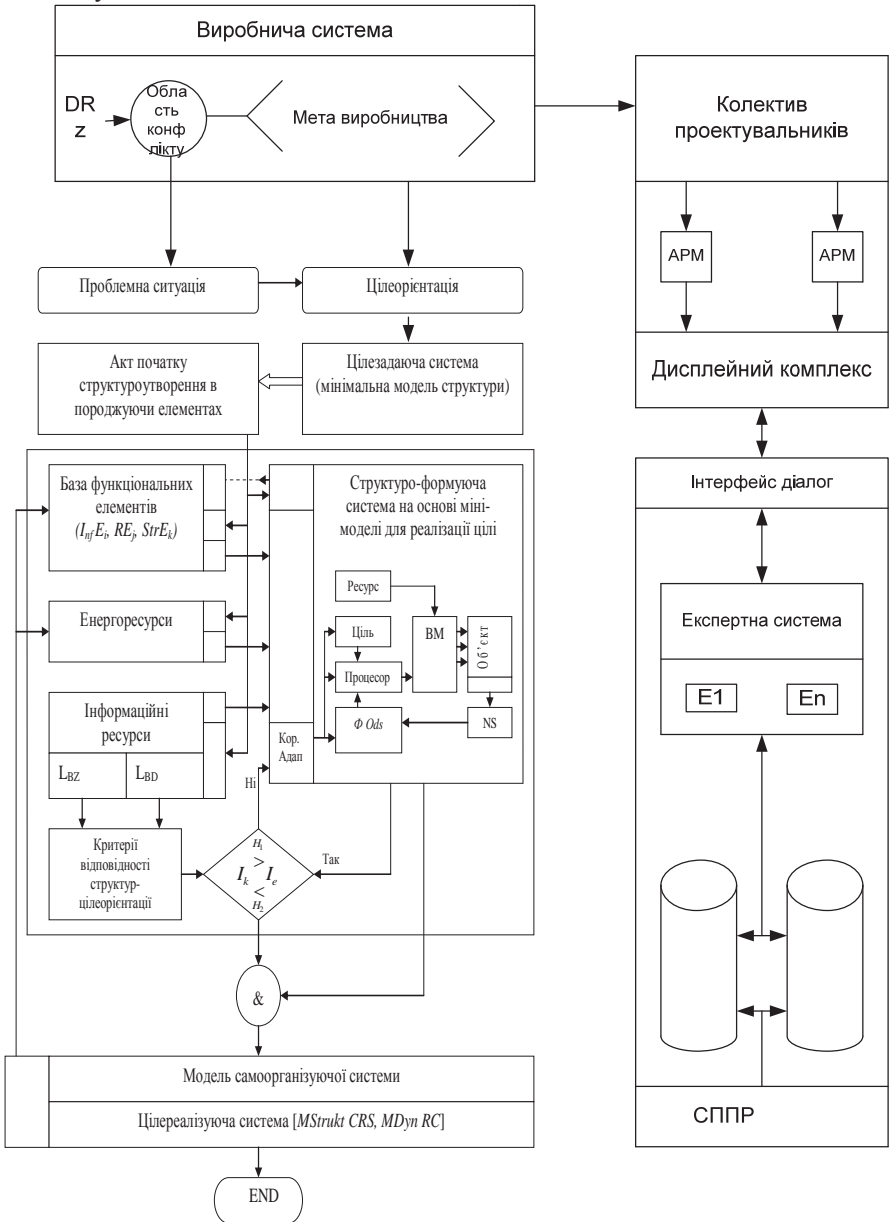 Виробнича система
DR
z
Обла
сть
конф
лікту
Мета виробництва
Колектив
проектувальників
АРМ
АРМ
Дисплейний комплекс
Проблемна ситуація
Цілеорієнтація
Акт початку
структуроутворення в
породжуючи елементах
Цілезадаюча система
(мінімальна модель структури)
База функціональних
елементів
(InfEi, REj, StrEk)
Структуро-формуюча
система на основі міні-
моделі для реалізації цілі
Енергоресурси
Ресурс
Ціль
Процесор
ВМ
Об’єкт
Ф Ods
NS
Інформаційні
ресурси
LBZ
LBD
Кор.
Адап
Ні
Критерії
відповідності
структур-
цілеорієнтації
H1
>
Ik Ie
<
H2
Так
&
Модель самоорганізуючої системи
Цілереалізуюча система [MStrukt CRS, MDyn RC]
END
Інтерфейс діалог
Експертна система
E1
En
СППР